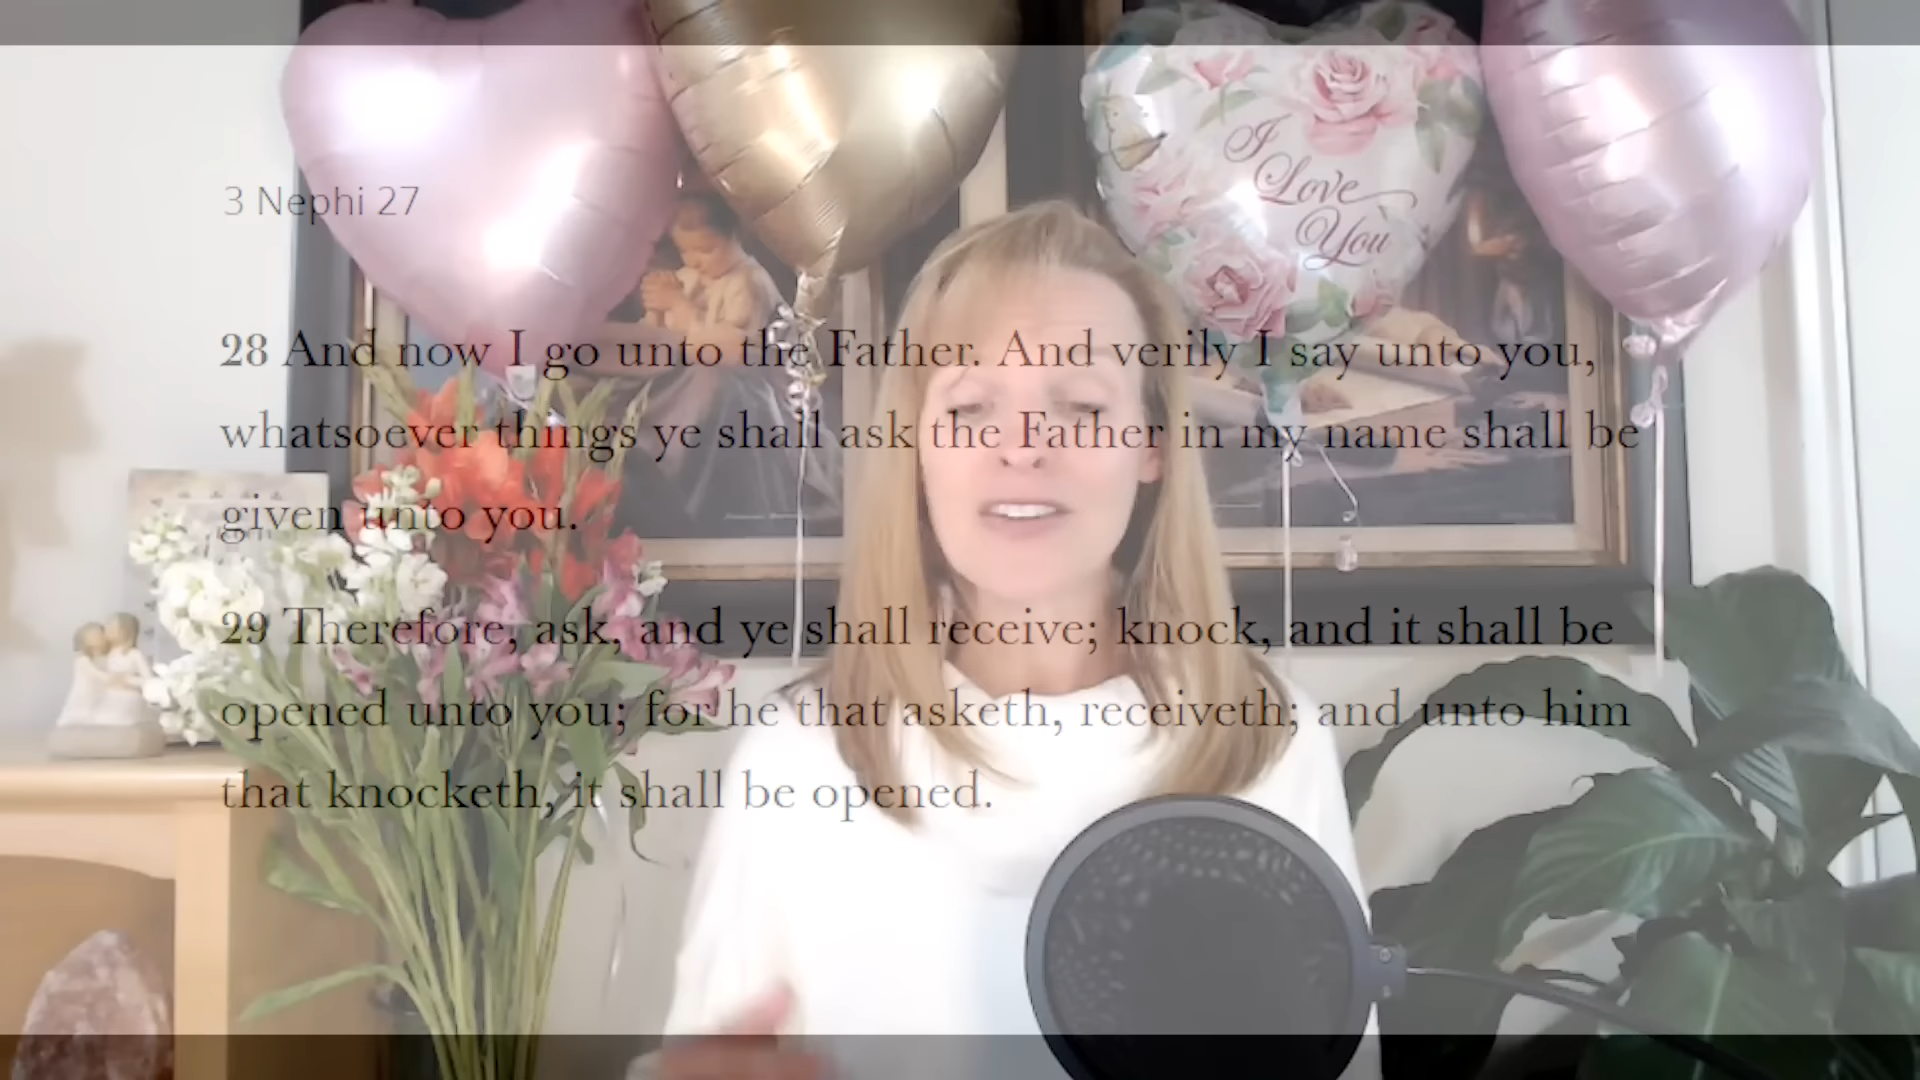 I
Love
You
3 Nephi 27
28 And now I go unto the Father. And verily I say unto you,
whatsoever things ye shall ask the Father in my name shall be
given unto you.
29 Therefore, ask, and ye shall receive; knock, and it shall be
opened unto you; for he that asketh, receiveth; and unto him
that knocketh, it shall be opened.